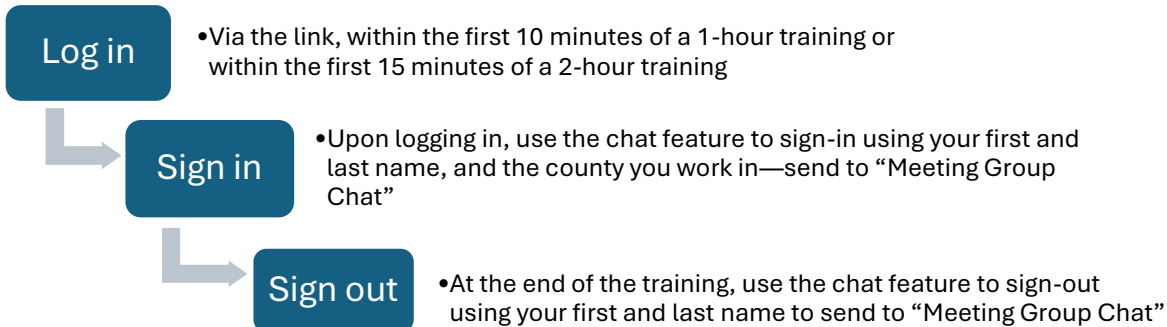 Log in
•Via the link, within the first 10 minutes of a 1-hour training or
within the first 15 minutes of a 2-hour training
Sign in
•Upon logging in, use the chat feature to sign-in using your first and
last name, and the county you work in—send to “Meeting Group
Chat”
Sign out
•At the end of the training, use the chat feature to sign-out
using your first and last name to send to “Meeting Group Chat”